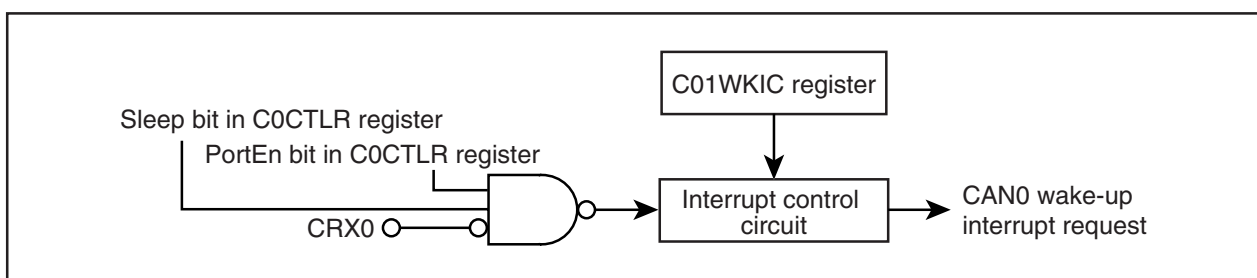 C01WKIC register
Sleep bit in C0CTLR register
PortEn bit in C0CTLR register
CRX0
Interrupt control
circuit
CAN0 wake-up
interrupt request